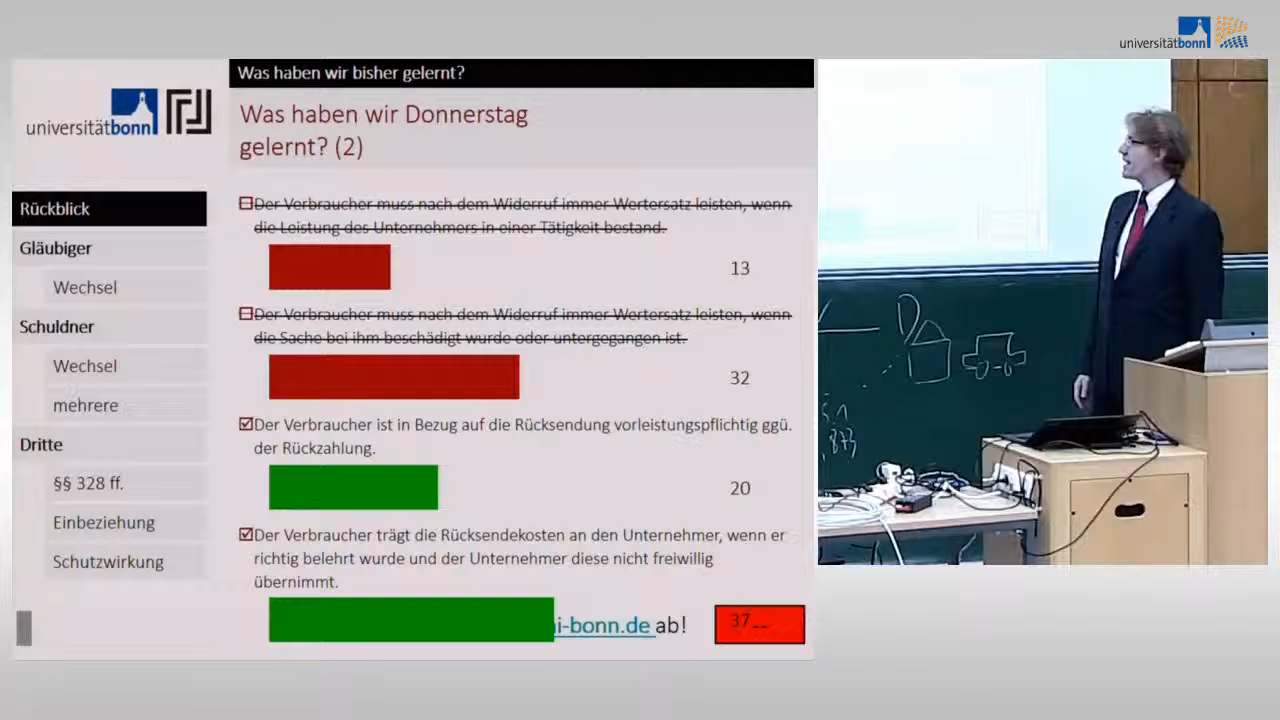 universitätbonn
Was haben wir bisher gelernt?
universitätbonn
Was haben wir Donnerstag
gelernt? (2)
Rückblick
Gläubiger
Wechsel
Schuldner
Wechsel
mehrere
Dritte
§§ 328 ff.
Einbeziehung
Schutzwirkung
Der Verbraucher muss nach dem Widerruf immer Wertersatz leisten, wenn
die Leistung des Unternehmers in einer Tätigkeit bestand.
13
Der Verbraucher muss nach dem Widerruf immer Wertersatz leisten, wenn
die Sache bei ihm beschädigt wurde oder untergegangen ist.
32
Der Verbraucher ist in Bezug auf die Rücksendung vorleistungspflichtig ggü.
der Rückzahlung.
20
Der Verbraucher trägt die Rücksendekosten an den Unternehmer, wenn er
richtig belehrt wurde und der Unternehmer diese nicht freiwillig
übernimmt.
i-bonn.de ab!
37
D